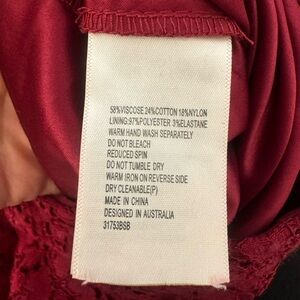 58%VISCOSE 24%COTTON 18%NYLON
LINING:97%POLYESTER 3%ELASTANE
WARM HAND WASH SEPARATELY
DO NOT BLEACH
REDUCED SPIN
DO NOT TUMBLE DRY
WARM IRON ON REVERSE SIDE
DRY CLEANABLE(P)
MADE IN CHINA
DESIGNED IN AUSTRALIA
31753BSB